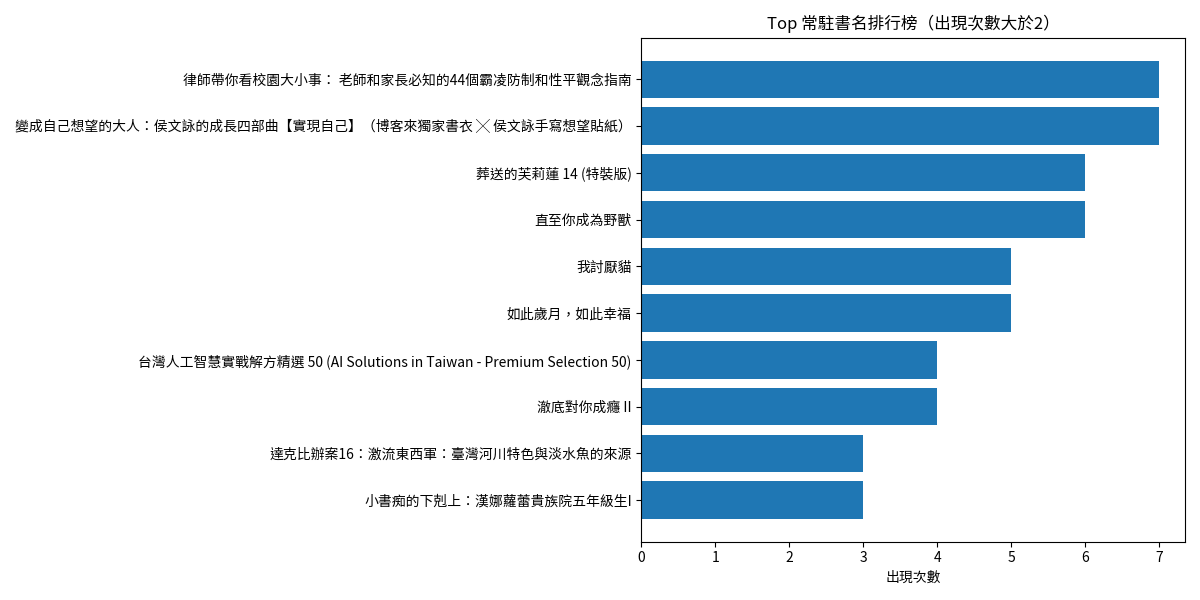 Top 常駐書名排行榜（出現次數大於2）
律師帶你看校園大小事： 老師和家長必知的44個霸凌防制和性平觀念指南
變成自己想望的大人：侯文詠的成長四部曲【實現自己】（博客來獨家書衣 ╳ 侯文詠手寫想望貼紙）
葬送的芙莉蓮 14 (特裝版)
直至你成為野獸
我討厭貓
如此歲月，如此幸福
台灣人工智慧實戰解方精選 50 (AI Solutions in Taiwan - Premium Selection 50)
澈底對你成癮 II
達克比辦案16：激流東西軍：臺灣河川特色與淡水魚的來源
小書痴的下剋上：漢娜蘿蕾貴族院五年級生I
0 1 2 3 4 5 6 7
出現次數